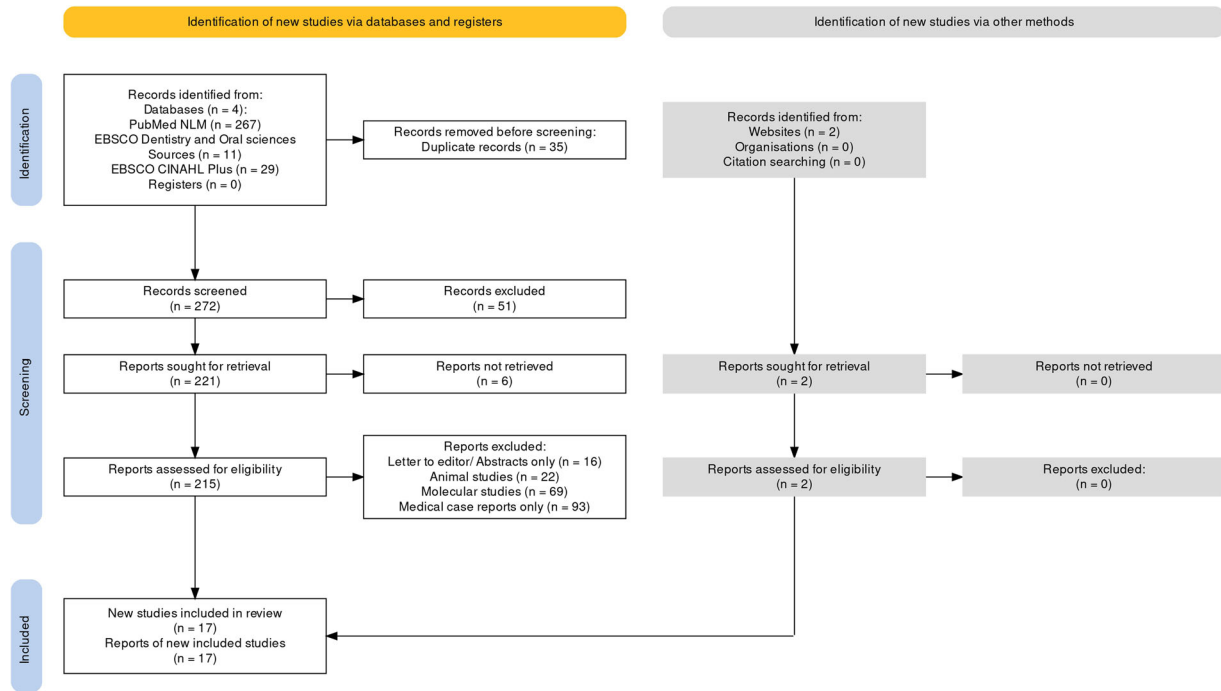 Identification of new studies via databases and registers
Identification of new studies via other methods
Identification
Records identified from:
Databases (n = 4):
PubMed NLM (n = 267)
EBSCO Dentistry and Oral sciences
Sources (n = 11)
EBSCO CINAHL Plus (n = 29)
Registers (n = 0)
Records removed before screening:
Duplicate records (n = 35)
Records identified from:
Websites (n = 2)
Organisations (n = 0)
Citation searching (n = 0)
Screening
Records screened
(n = 272)
Records excluded
(n = 51)
Reports sought for retrieval
(n = 221)
Reports not retrieved
(n = 6)
Reports sought for retrieval
(n = 2)
Reports not retrieved
(n = 0)
Reports assessed for eligibility
(n = 215)
Reports excluded:
Letter to editor/ Abstracts only (n = 16)
Animal studies (n = 22)
Molecular studies (n = 69)
Medical case reports only (n = 93)
Reports assessed for eligibility
(n = 2)
Reports excluded:
(n = 0)
Included
New studies included in review
(n = 17)
Reports of new included studies
(n = 17)